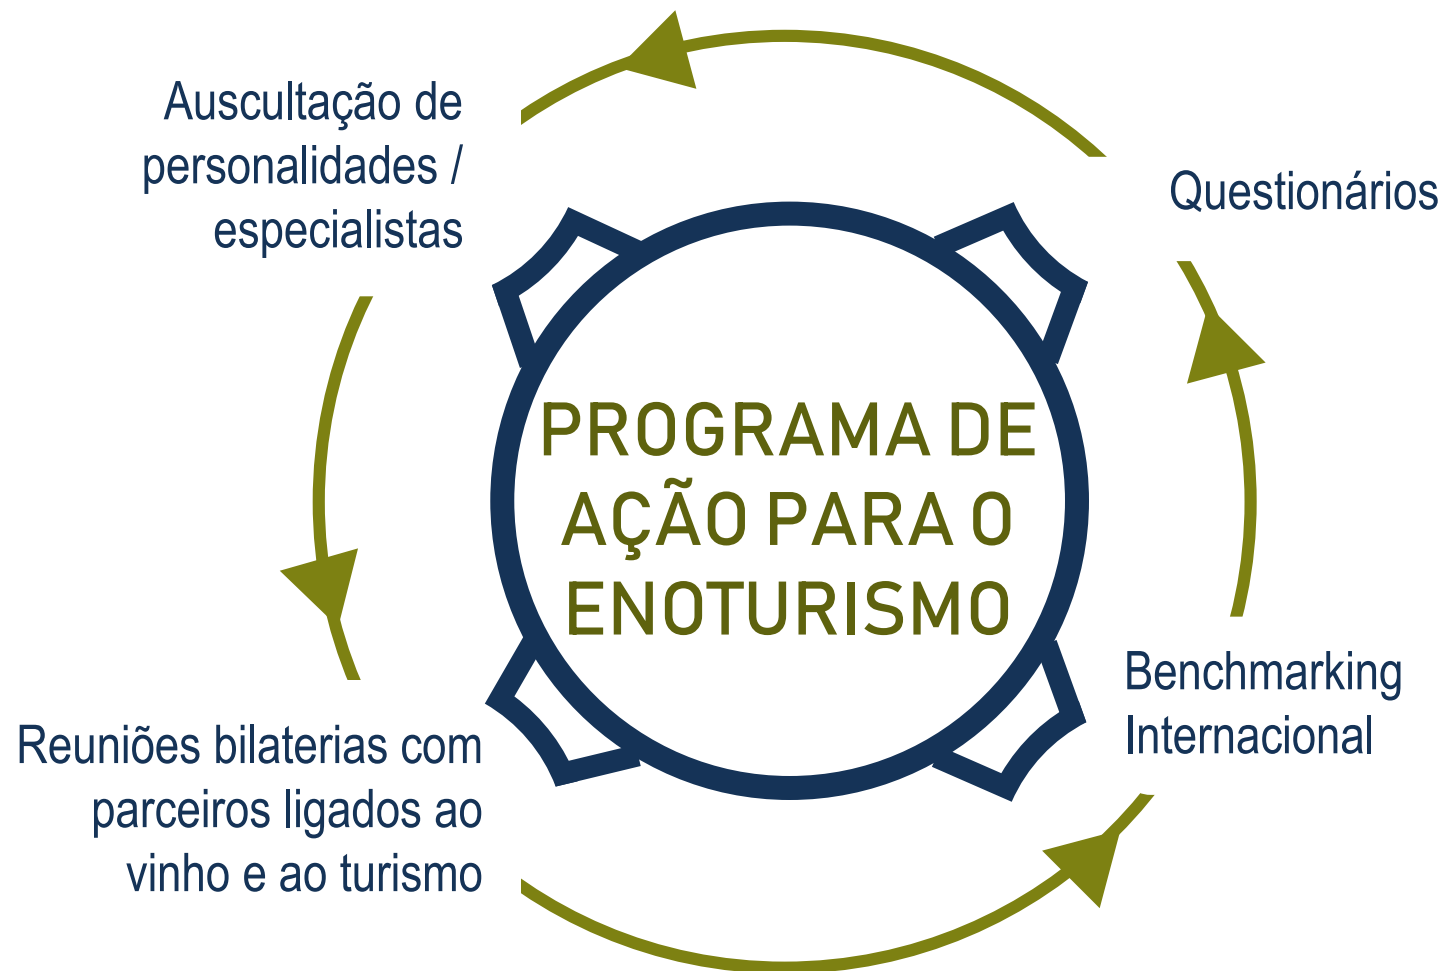 Auscultação de
personalidades /
especialistas
Questionários
PROGRAMA DE
AÇÃO PARA O
ENOTURISMO
Benchmarking
Internacional
Reuniões bilaterias com
parceiros ligados ao
vinho e ao turismo